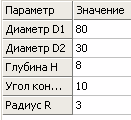 Параметр Значение
Диаметр D1 80
Диаметр D2 30
Глубина H 8
Угол кон... 10
Радиус R 3